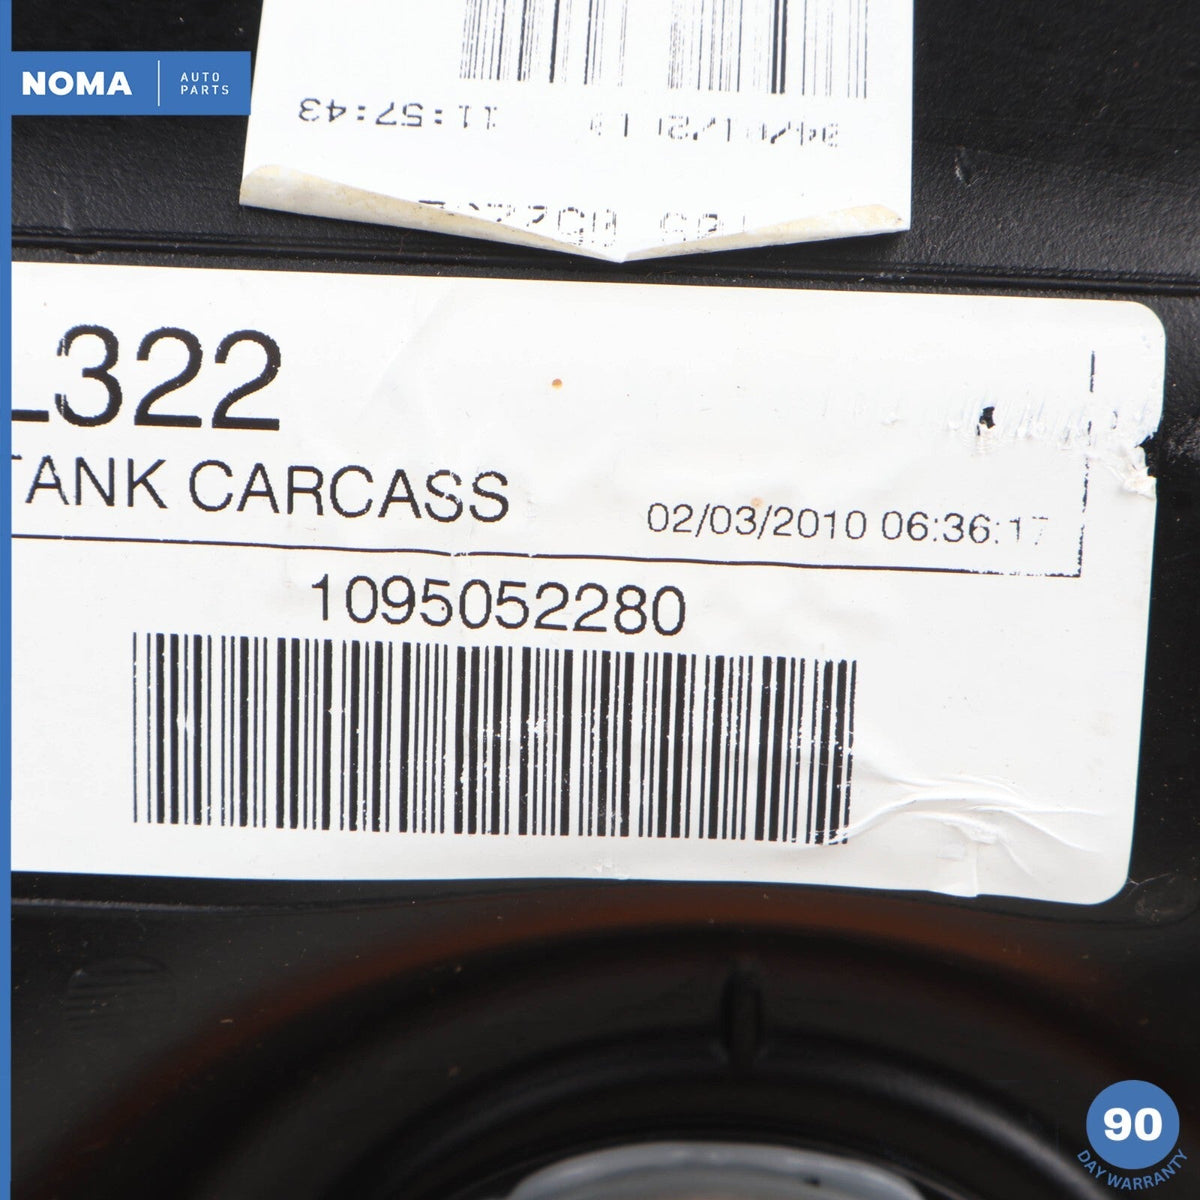 NOMA
AUTO
PARTS
11:57:43
L322
TANK CARCASS
02/03/2010 06:36:17
1095052280
90
DAY WARRANTY